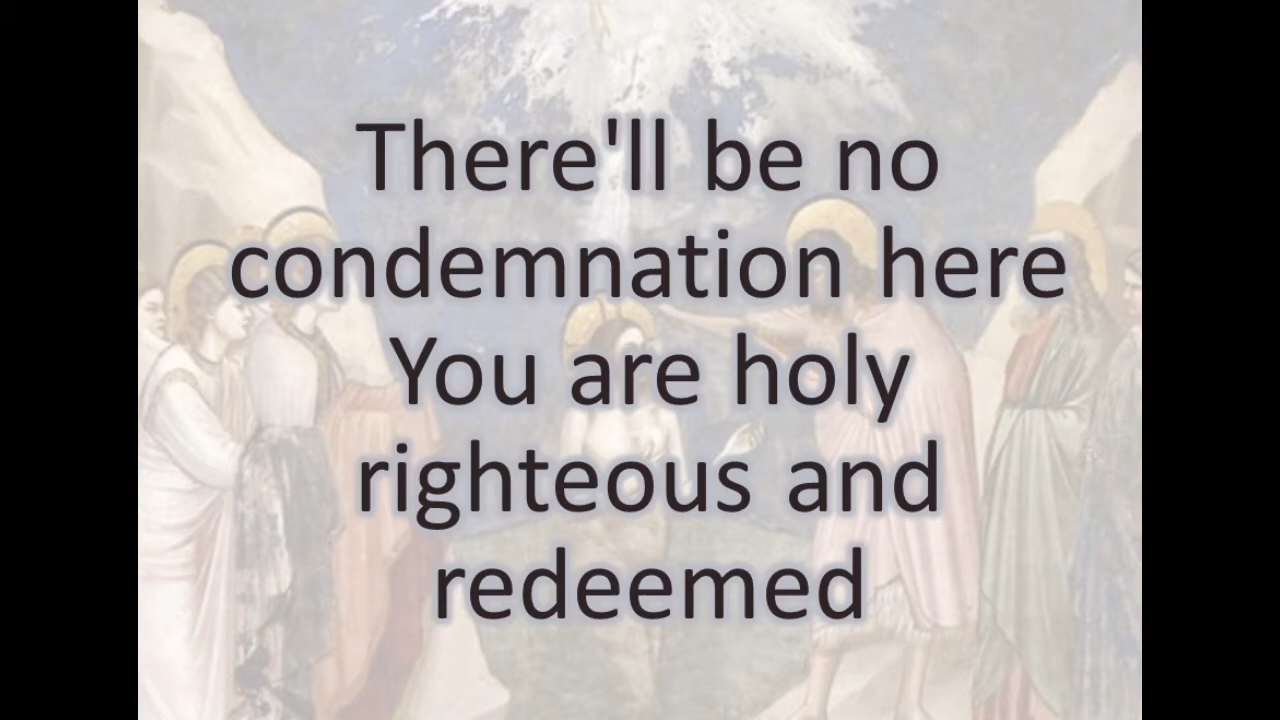 There'll be no
condemnation here
You are holy
righteous and
redeemed